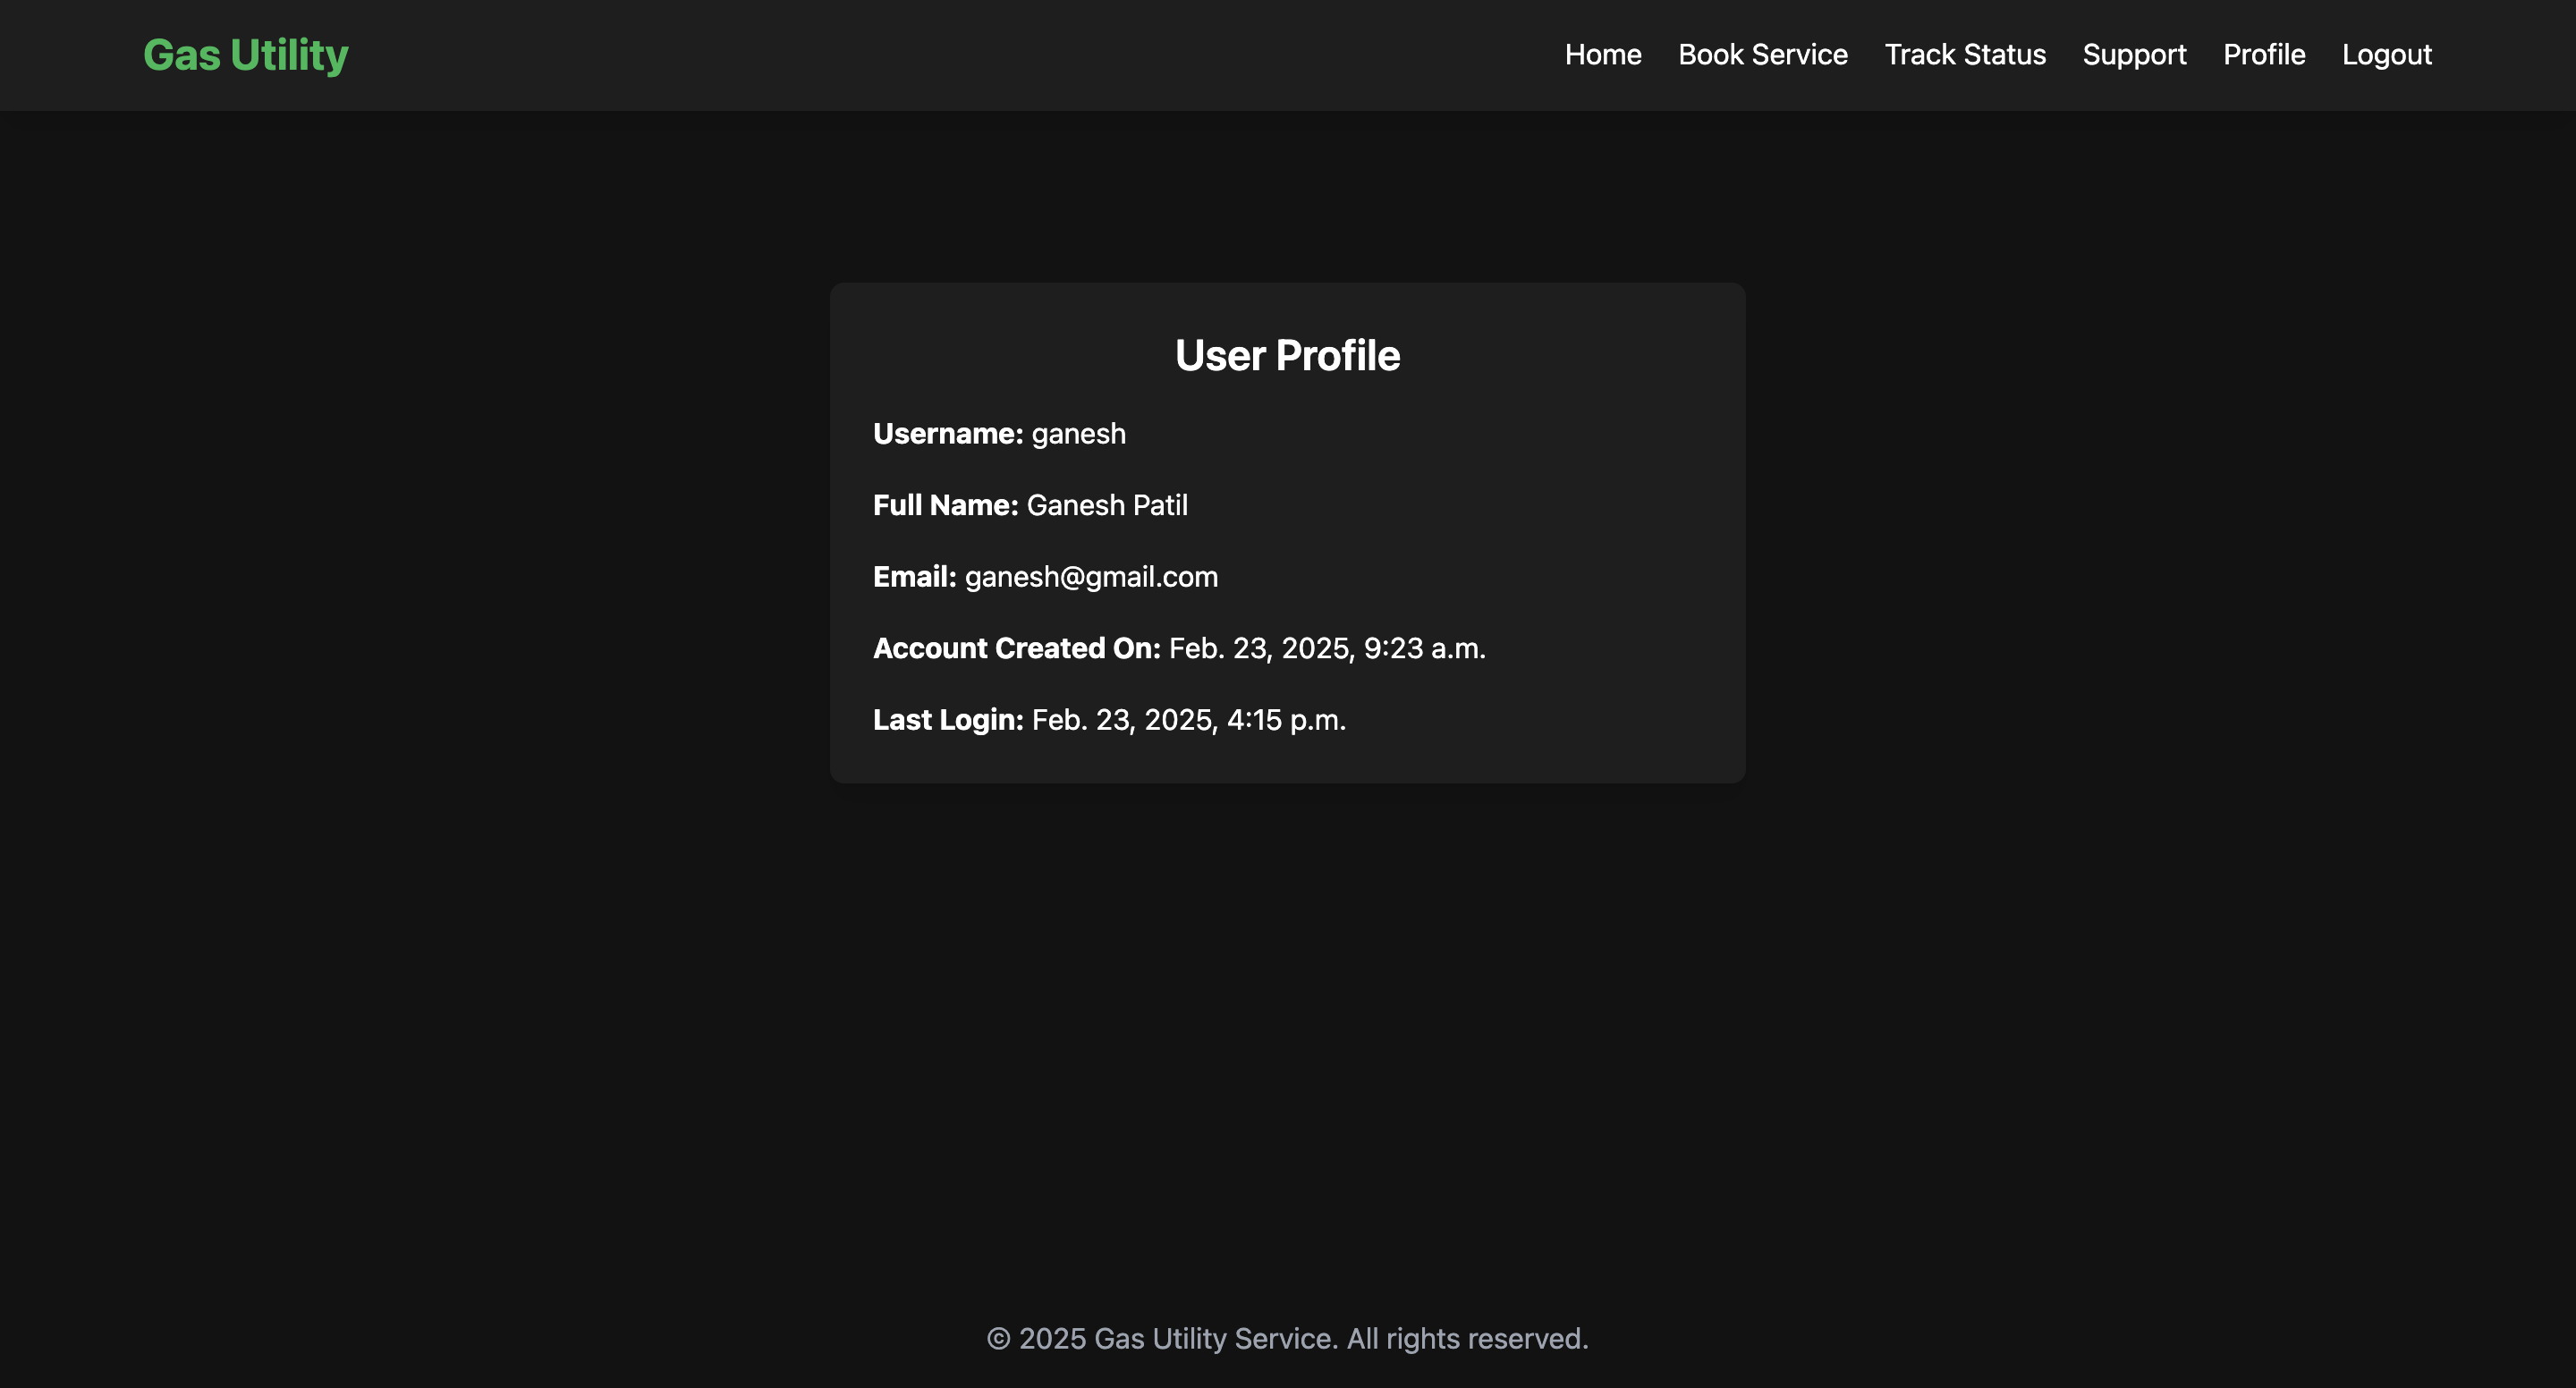 Gas Utility
Home Book Service Track Status Support Profile Logout
User Profile
Username: ganesh
Full Name: Ganesh Patil
Email: ganesh@gmail.com
Account Created On: Feb. 23, 2025, 9:23 a.m.
Last Login: Feb. 23, 2025, 4:15 p.m.
© 2025 Gas Utility Service. All rights reserved.